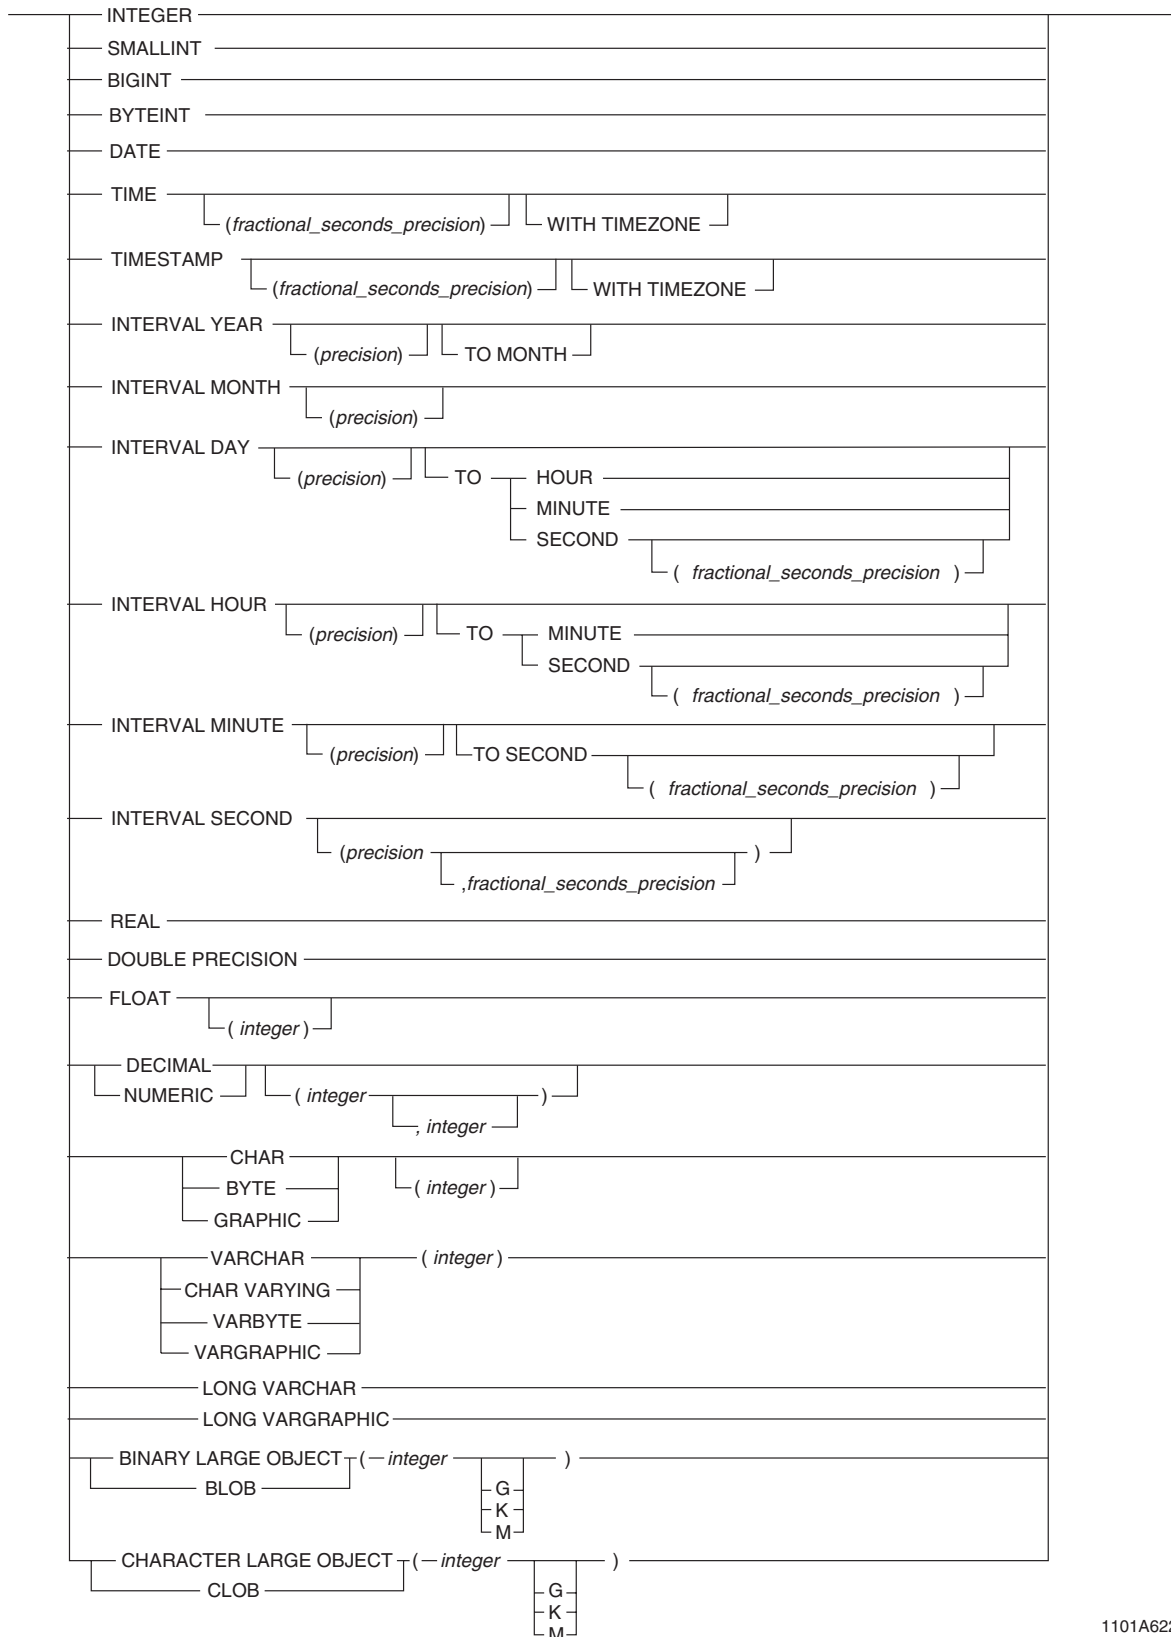 INTEGER
SMALLINT
BIGINT
BYTEINT
DATE
TIME
(fractional_seconds_precision) WITH TIMEZONE
TIMESTAMP
(fractional_seconds_precision) WITH TIMEZONE
INTERVAL YEAR
(precision) TO MONTH
INTERVAL MONTH
(precision)
INTERVAL DAY
(precision) TO HOUR
MINUTE
SECOND
( fractional_seconds_precision )
INTERVAL HOUR
(precision) TO MINUTE
SECOND
( fractional_seconds_precision )
INTERVAL MINUTE
(precision) TO SECOND
( fractional_seconds_precision )
INTERVAL SECOND
(precision )
,fractional_seconds_precision
REAL
DOUBLE PRECISION
FLOAT
( integer )
DECIMAL
NUMERIC ( integer )
, integer
CHAR
BYTE ( integer )
GRAPHIC
VARCHAR ( integer )
CHAR VARYING
VARBYTE
VARGRAPHIC
LONG VARCHAR
LONG VARGRAPHIC
BINARY LARGE OBJECT ( integer )
BLOB G
K
M
CHARACTER LARGE OBJECT ( integer )
CLOB G
K
M
1101A622